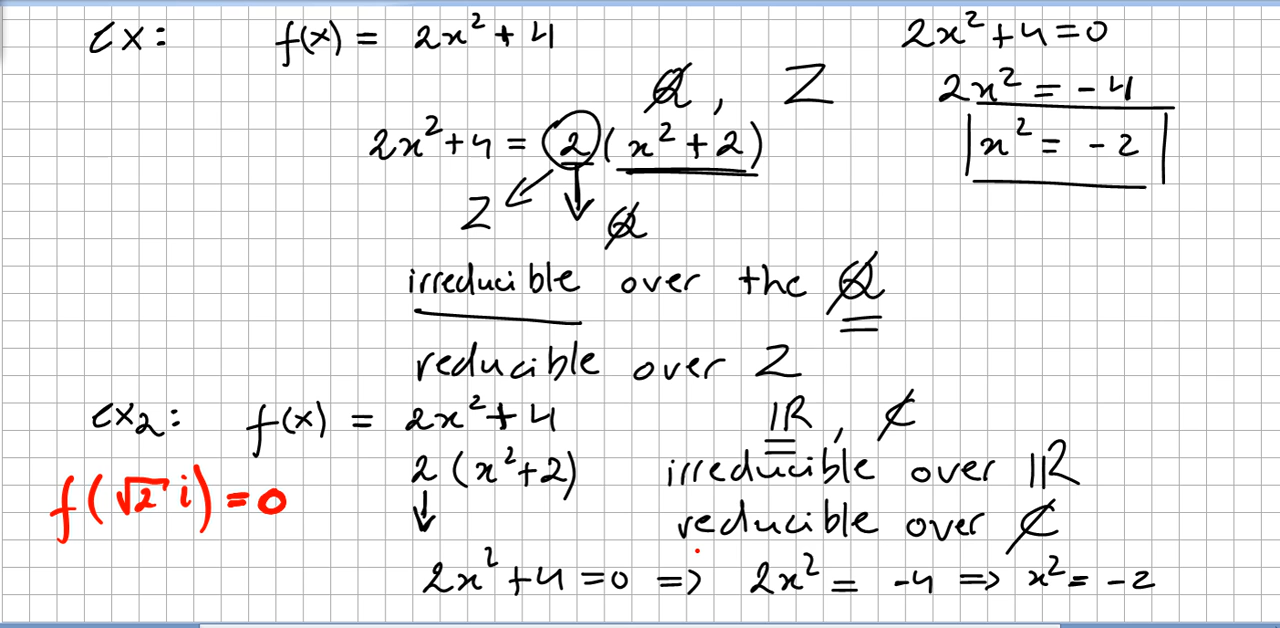 Ex: f(x) = 2x² + 4 2x² + 4 = 0
ℚ, Z 2x² = -4
2x² + 4 = 2(x² + 2) x² = -2
Z ℚ
irreducible over the ℚ
reducible over Z
Ex2: f(x) = 2x² + 4 ℝ, ℂ
2(x² + 2) irreducible over ℝ
f(√2 i) = 0 reducible over ℂ
2x² + 4 = 0 => 2x² = -4 => x² = -2